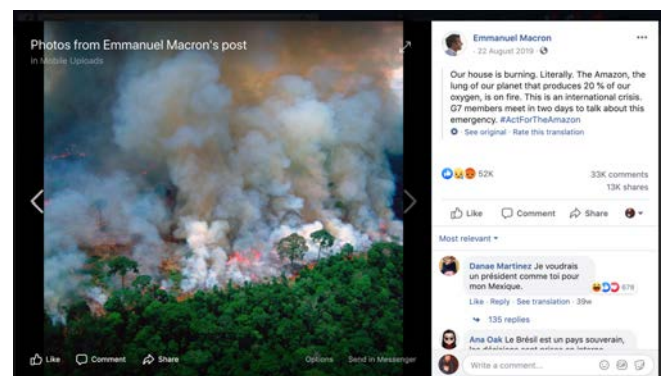 Photos from Emmanuel Macron's post
in Mobile Uploads
Like Comment Share
Options Send in Messenger
Emmanuel Macron
22 August 2019
Our house is burning. Literally. The Amazon, the
lung of our planet that produces 20 % of our
oxygen, is on fire. This is an international crisis.
G7 members meet in two days to talk about this
emergency. #ActForTheAmazon
See original · Rate this translation
52K
33K comments
13K shares
Like Comment Share
Most relevant
Danae Martinez Je voudrais
un président comme toi pour
mon Mexique.
679
Like · Reply · See translation · 39w
135 replies
Ana Oak Le Brésil est un pays souverain,
Write a comment...
GIF